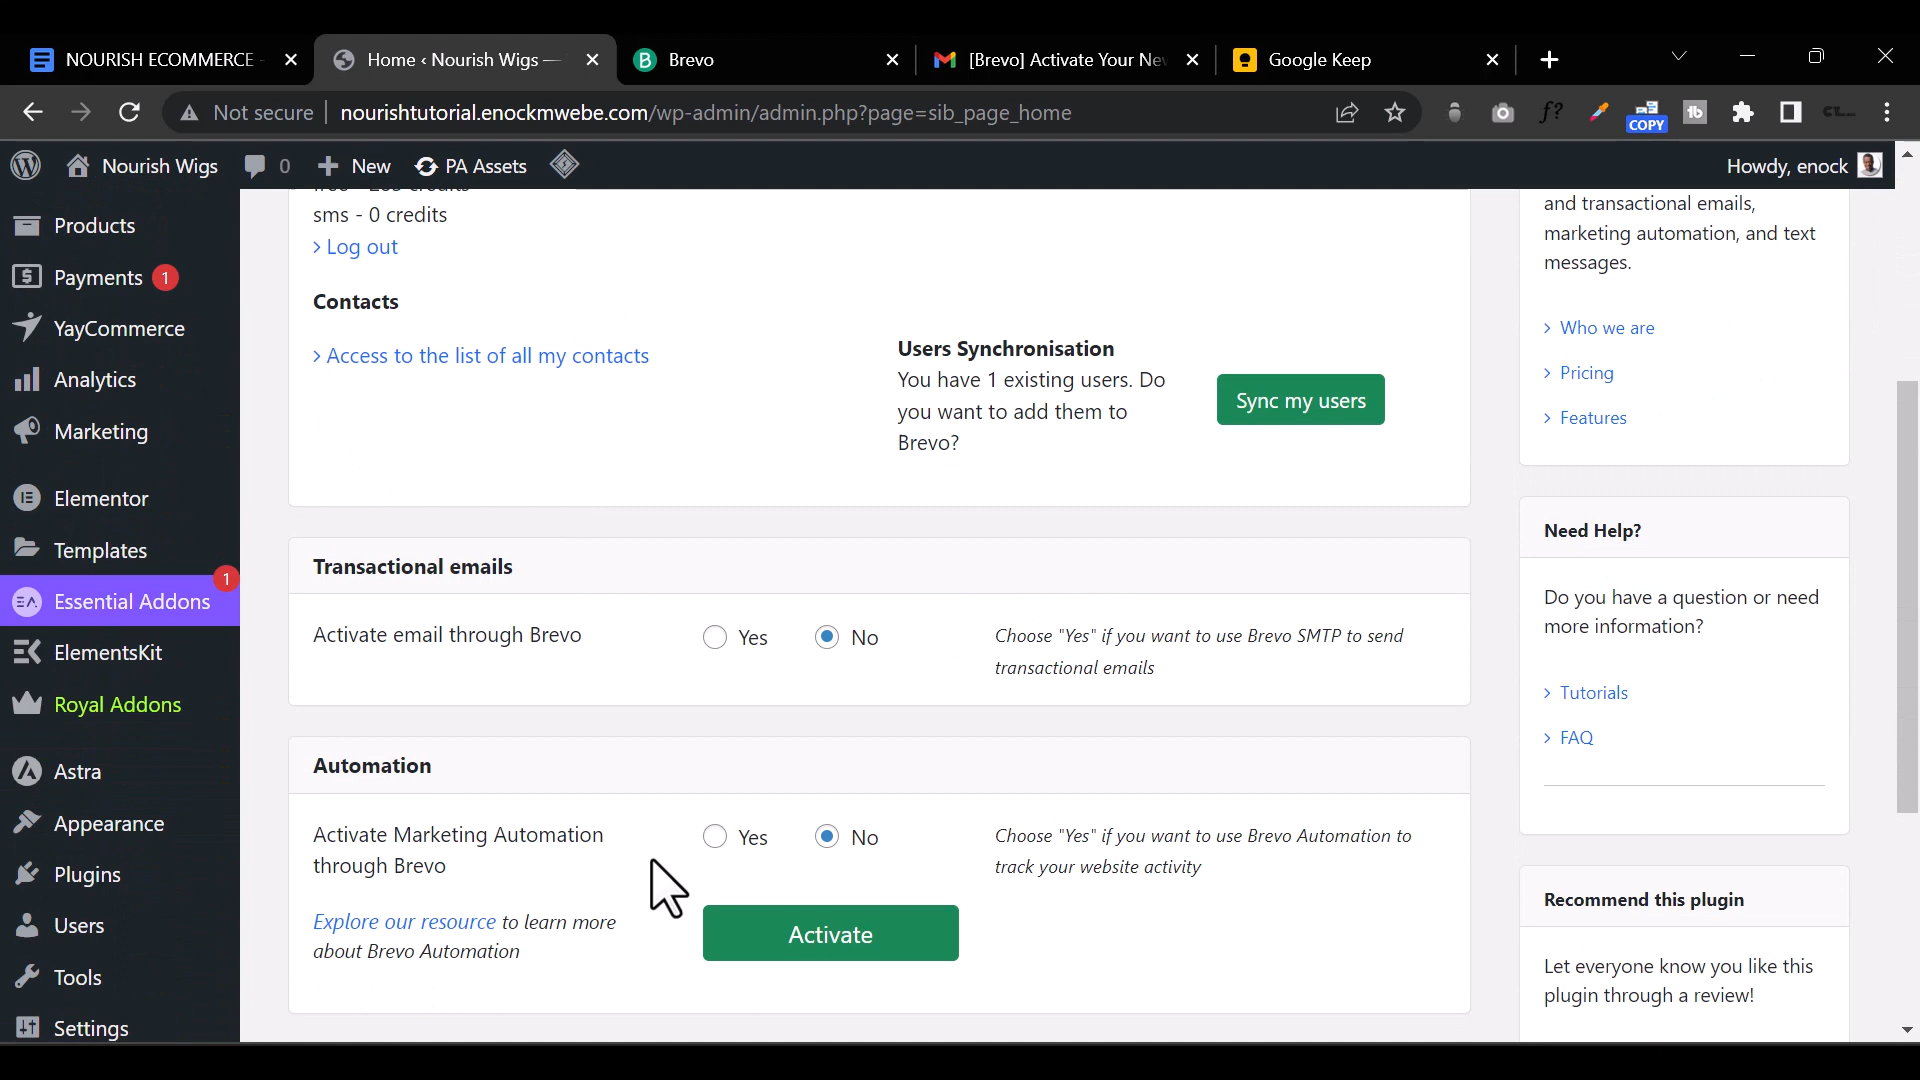 NOURISH ECOMMERCE
Home ‹ Nourish Wigs —
Brevo
[Brevo] Activate Your Ne
Google Keep
Not secure
nourishtutorial.enockmwebe.com/wp-admin/admin.php?page=sib_page_home
f?
COPY
Nourish Wigs
0
New
PA Assets
Howdy, enock
Products
Payments 1
YayCommerce
Analytics
Marketing
Elementor
Templates
1
Essential Addons
ElementsKit
Royal Addons
Astra
Appearance
Plugins
Users
Tools
Settings
sms - 0 credits
> Log out
Contacts
> Access to the list of all my contacts
Users Synchronisation
You have 1 existing users. Do
you want to add them to
Brevo?
Sync my users
Transactional emails
Activate email through Brevo
Yes
No
Choose "Yes" if you want to use Brevo SMTP to send
transactional emails
Automation
Activate Marketing Automation
through Brevo
Yes
No
Choose "Yes" if you want to use Brevo Automation to
track your website activity
Explore our resource to learn more
about Brevo Automation
Activate
and transactional emails,
marketing automation, and text
messages.
> Who we are
> Pricing
> Features
Need Help?
Do you have a question or need
more information?
> Tutorials
> FAQ
Recommend this plugin
Let everyone know you like this
plugin through a review!